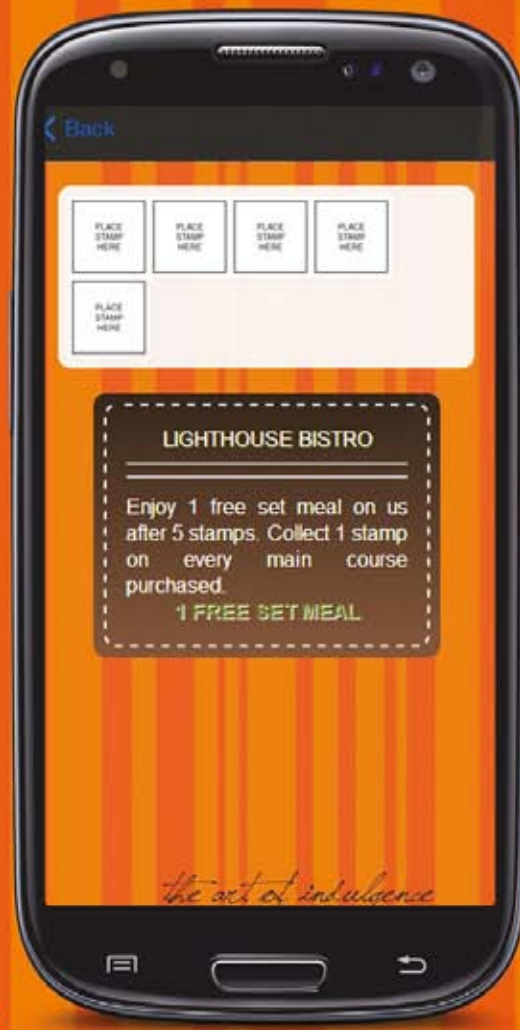 Back
PLACE STAMP HERE
PLACE STAMP HERE
PLACE STAMP HERE
PLACE STAMP HERE
PLACE STAMP HERE
LIGHTHOUSE BISTRO
Enjoy 1 free set meal on us
after 5 stamps. Collect 1 stamp
on every main course
purchased.
1 FREE SET MEAL
the art of indulgence